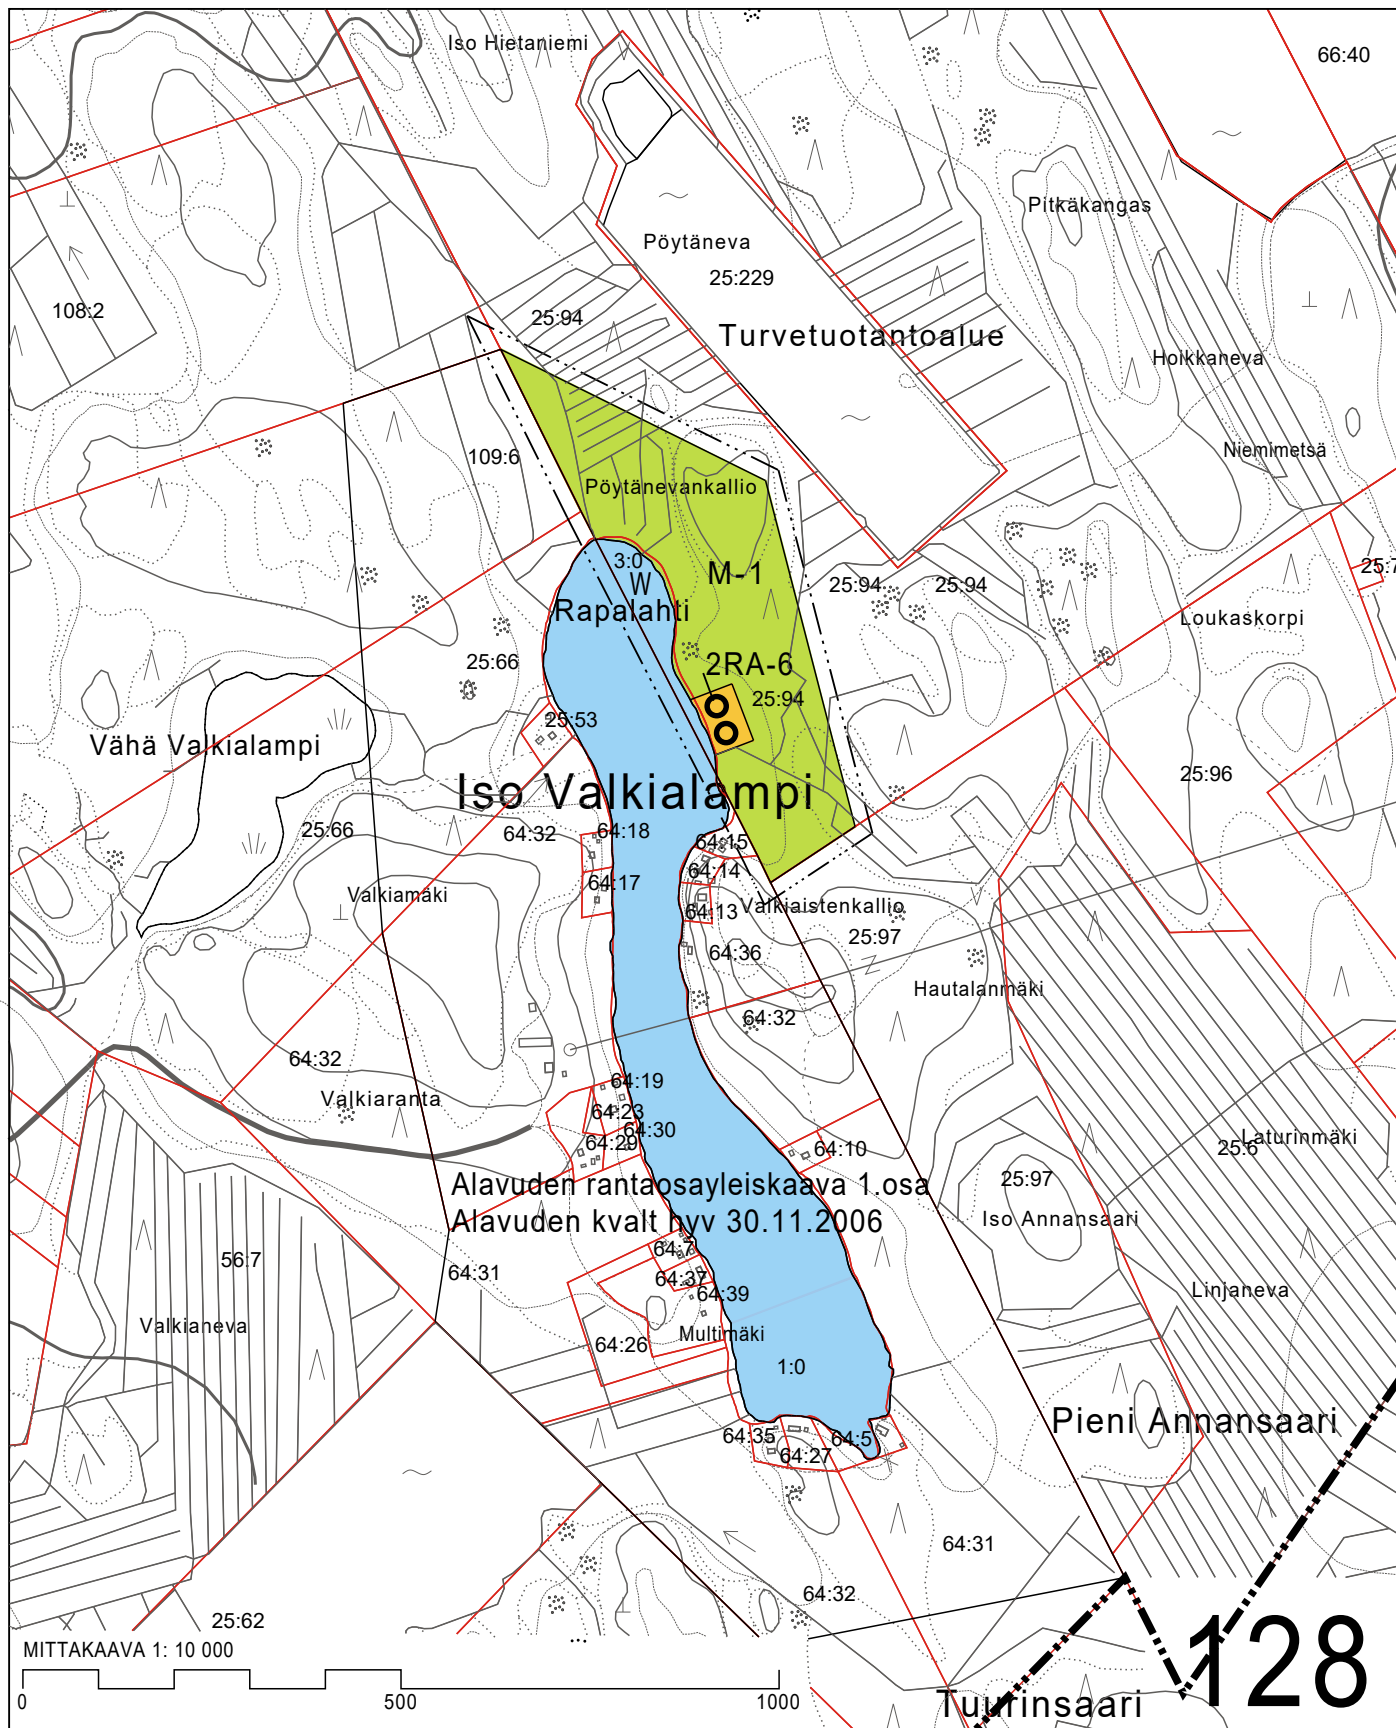 Iso Hietaniemi
66:40
Pitkäkangas
Pöytäneva
25:229
108:2
25:94
Turvetuotantoalue
Hoikkaneva
109:6
Niemimetsä
Pöytänevankallio
3:0
W
M-1
25:94
25:94
25:7
Rapalahti
Loukaskorpi
25:66
2RA-6
25:94
25:53
Vähä Valkialampi
25:96
Iso Valkialampi
25:66
64:32
64:18
64:15
64:14
64:17
Valkiamäki
64:13
Valkiaistenkallio
25:97
64:36
Hautalanmäki
64:32
64:32
64:19
Valkiaranta
64:23
64:30
64:29
64:10
25:6
Laturinmäki
Alavuden rantaosayleiskaava 1.osa
25:97
Alavuden kvalt hyv 30.11.2006
Iso Annansaari
64:7
56:7
64:31
64:37
64:39
Linjaneva
Valkianeva
Multimäki
64:26
1:0
Pieni Annansaari
64:35
64:5
64:27
64:31
64:32
25:62
MITTAKAAVA 1: 10 000
128
0
500
1000
Tuurinsaari